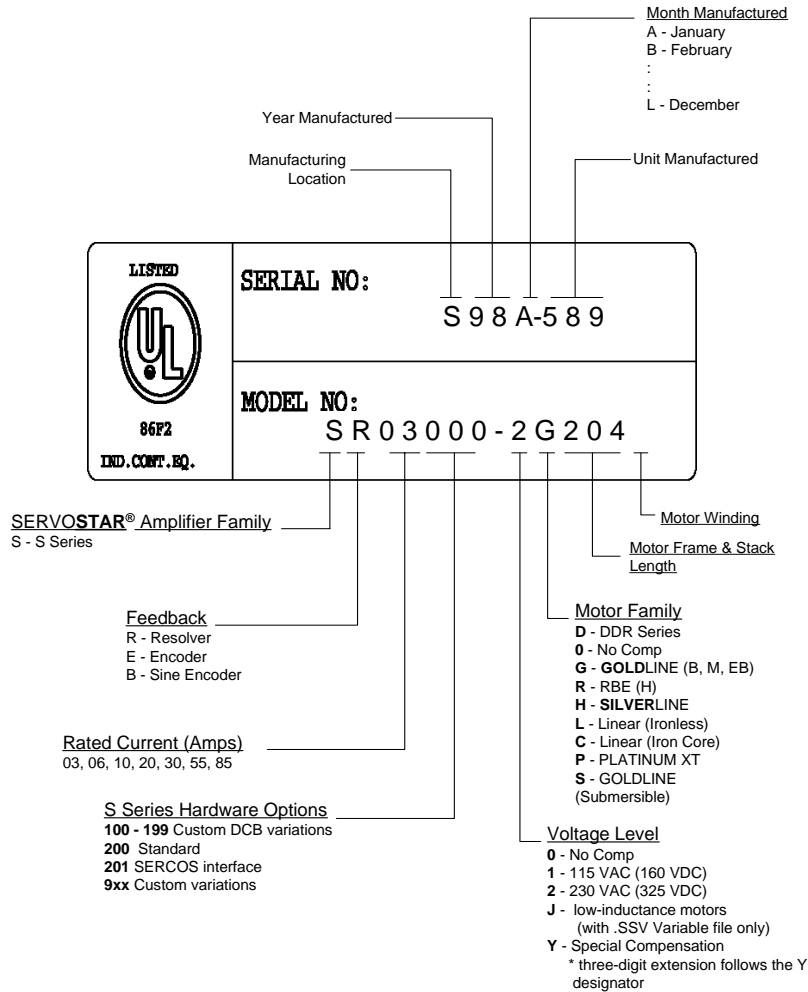 Month Manufactured
A - January
B - February
:
:
L - December
Year Manufactured
Manufacturing
Location
Unit Manufactured
LISTED
UL
86F2
IND.CONT.EQ.
SERIAL NO:
S 9 8 A-5 8 9
MODEL NO:
S R 0 3 0 0 0 - 2 G 2 0 4
SERVOSTAR® Amplifier Family
S - S Series
Motor Winding
Motor Frame & Stack
Length
Feedback
R - Resolver
E - Encoder
B - Sine Encoder
Motor Family
D - DDR Series
0 - No Comp
G - GOLDLINE (B, M, EB)
R - RBE (H)
H - SILVERLINE
L - Linear (Ironless)
C - Linear (Iron Core)
P - PLATINUM XT
S - GOLDLINE
(Submersible)
Rated Current (Amps)
03, 06, 10, 20, 30, 55, 85
S Series Hardware Options
100 - 199 Custom DCB variations
200 Standard
201 SERCOS interface
9xx Custom variations
Voltage Level
0 - No Comp
1 - 115 VAC (160 VDC)
2 - 230 VAC (325 VDC)
J - low-inductance motors
(with .SSV Variable file only)
Y - Special Compensation
* three-digit extension follows the Y
designator